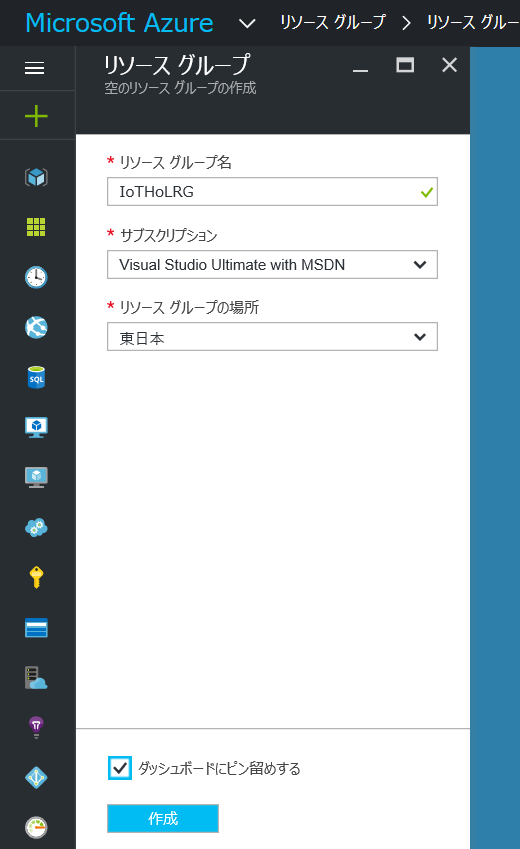 Microsoft Azure リソース グループ リソース グルー
リソース グループ
空のリソース グループの作成
* リソース グループ名
IoTHoLRG
* サブスクリプション
Visual Studio Ultimate with MSDN
* リソース グループの場所
東日本
SQL
ダッシュボードにピン留めする
作成